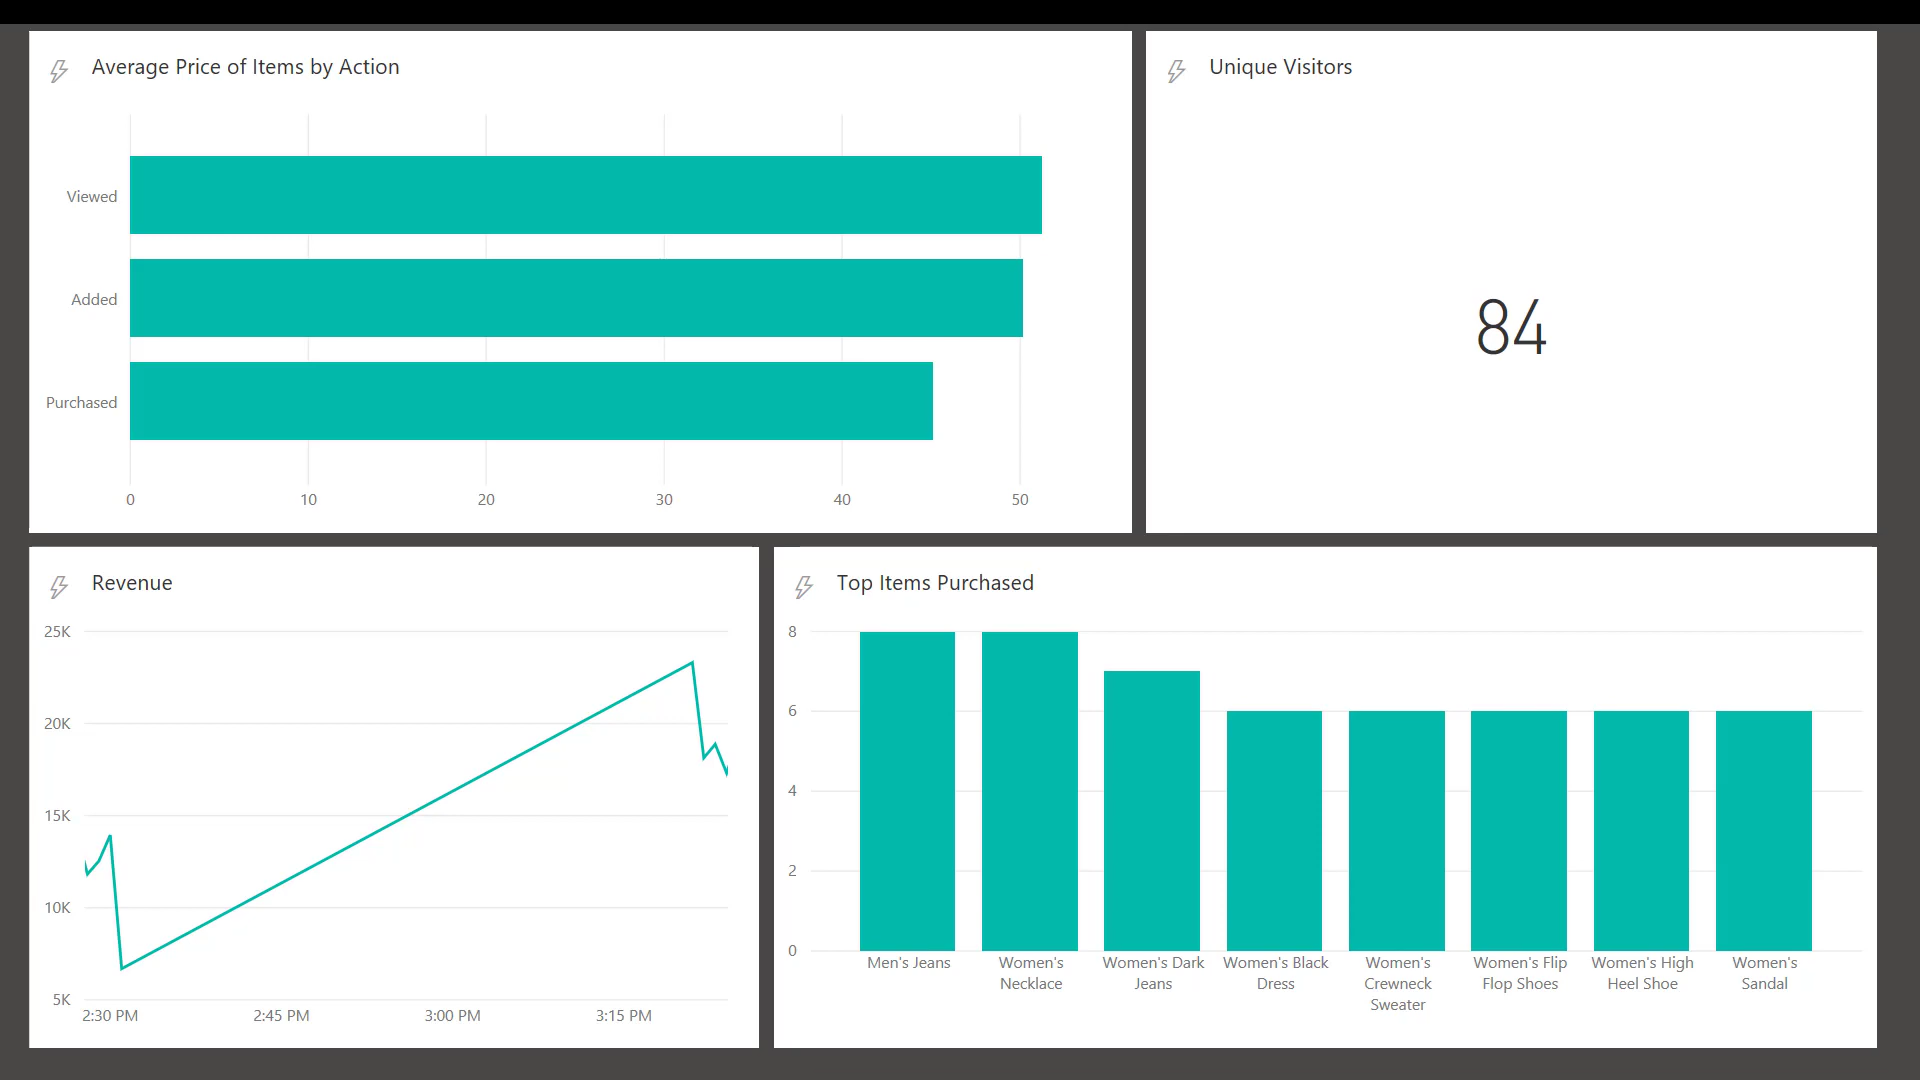 Average Price of Items by Action
Viewed
Added
Purchased
0 10 20 30 40 50
Unique Visitors
84
Revenue
25K
20K
15K
10K
5K
2:30 PM 2:45 PM 3:00 PM 3:15 PM
Top Items Purchased
8
6
4
2
0
Men's Jeans
Women's
Necklace
Women's Dark
Jeans
Women's Black
Dress
Women's
Crewneck
Sweater
Women's Flip
Flop Shoes
Women's High
Heel Shoe
Women's
Sandal